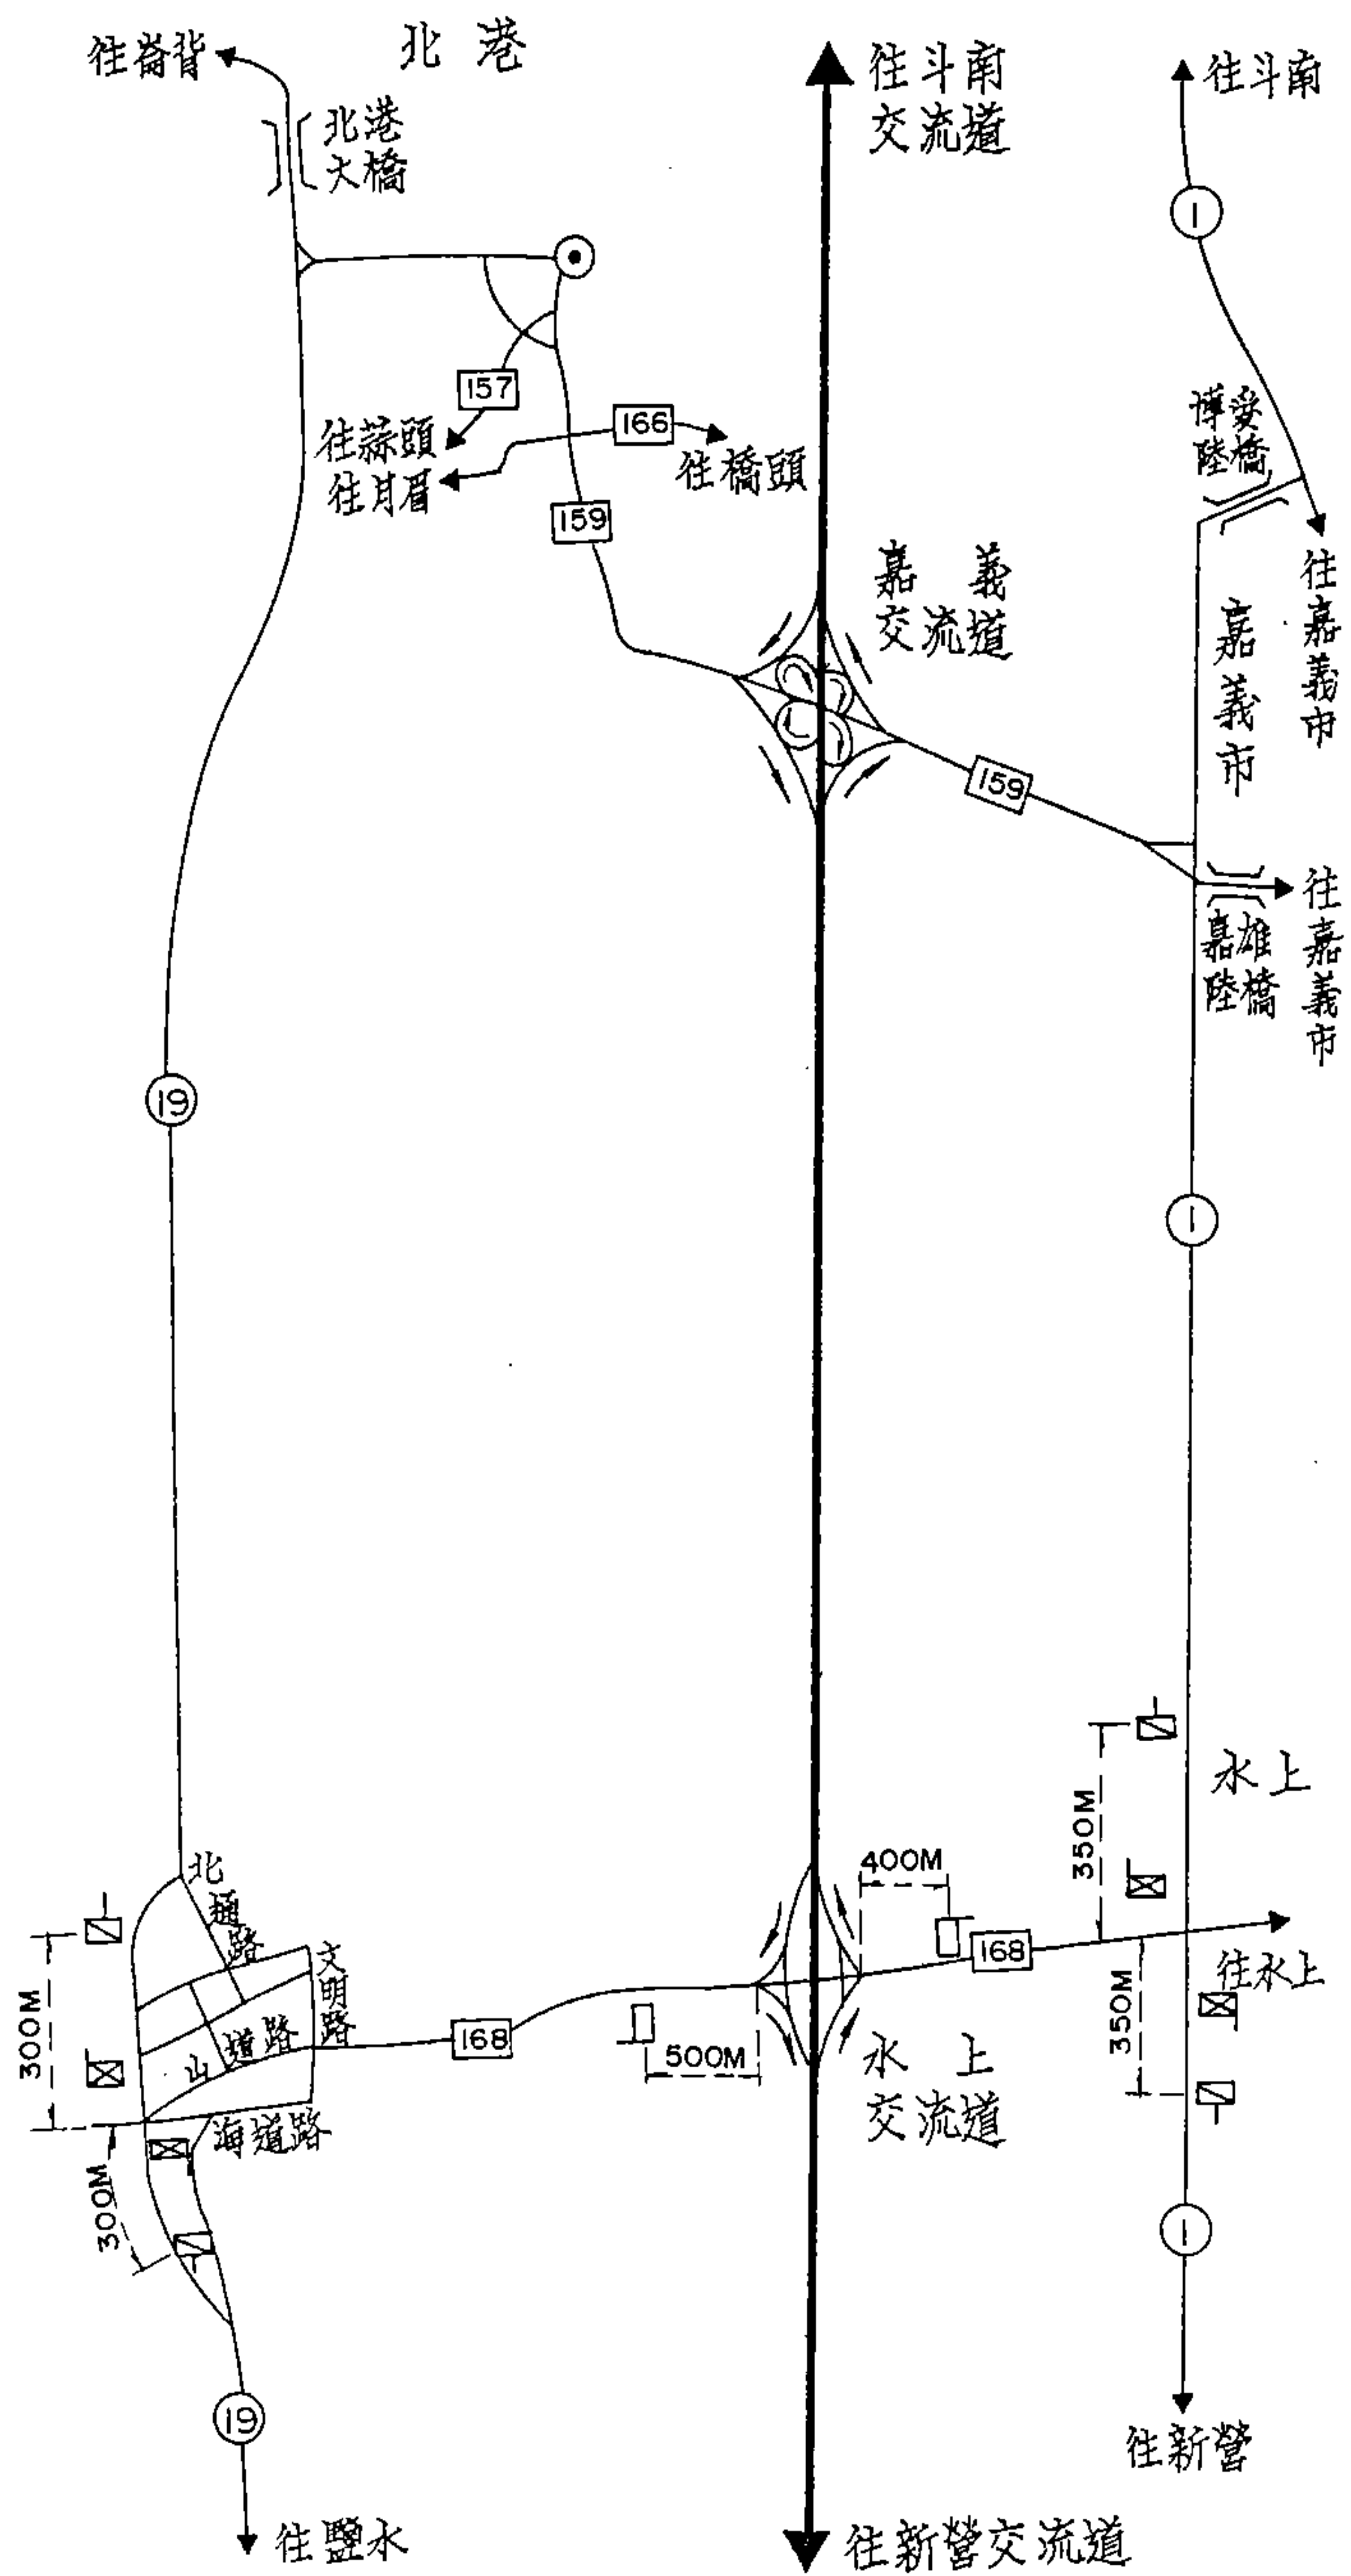 北港
往崙背
北港
大橋
往斗南
交流道
往斗南
1
157
往蒜頭
往月眉
166
往橋頭
159
博愛
陸橋
往嘉義市
嘉義
交流道
嘉義市
159
往嘉義市
嘉雄
陸橋
19
1
水上
350M
400M
168
往水上
350M
北通路
文明路
300M
山道路
168
500M
水上
交流道
海道路
300M
1
19
往新營
往鹽水
往新營交流道